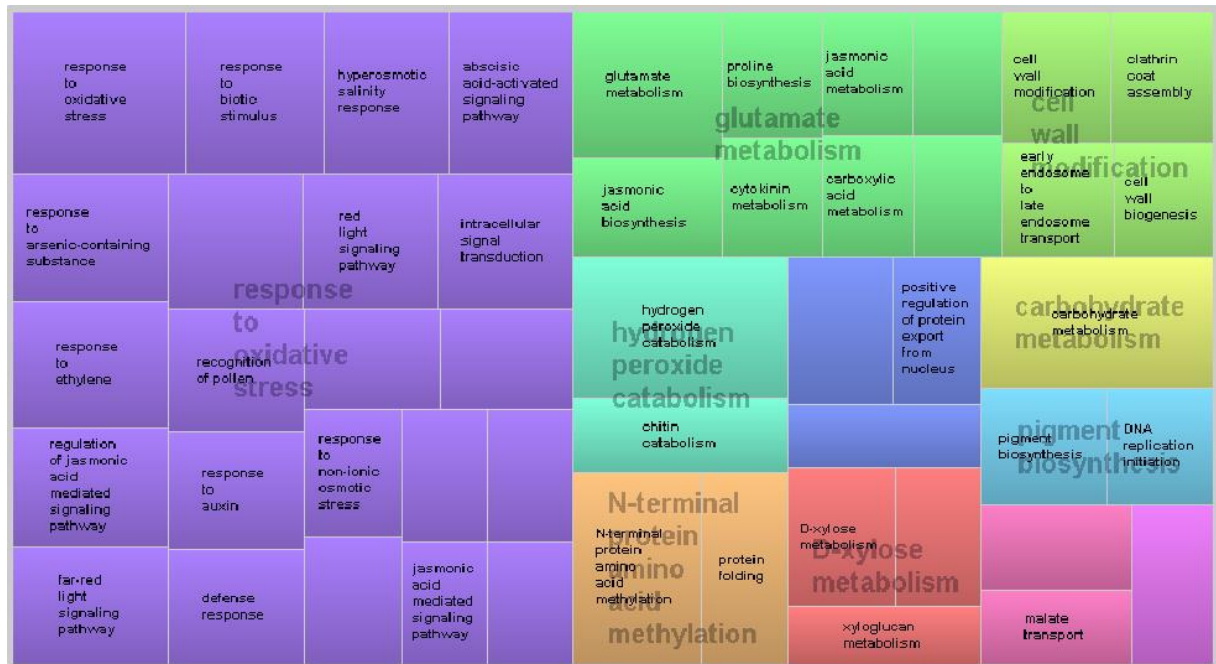 response
to
oxidative
stress
response
to
biotic
stimulus
hyperosmotic
salinity
response
abscisic
acid-activated
signaling
pathway
response
to
arsenic-containing
substance
red
light
signaling
pathway
intracellular
signal
transduction
response
to
oxidative
stress
response
to
ethylene
recognition
of pollen
regulation
of jasmonic
acid
mediated
signaling
pathway
response
to
auxin
response
to
non-ionic
osmotic
stress
far-red
light
signaling
pathway
defense
response
jasmonic
acid
mediated
signaling
pathway
glutamate
metabolism
proline
biosynthesis
jasmonic
acid
metabolism
glutamate
metabolism
jasmonic
acid
biosynthesis
cytokinin
metabolism
carboxylic
acid
metabolism
cell
wall
modification
clathrin
coat
assembly
cell
wall
modification
early
endosome
to
late
endosome
transport
cell
wall
biogenesis
hydrogen
peroxide
catabolism
hydrogen
peroxide
catabolism
chitin
catabolism
positive
regulation
of protein
export
from
nucleus
carbohydrate
metabolism
carbohydrate
metabolism
pigment
biosynthesis
DNA
replication
initiation
pigment
biosynthesis
N-terminal
protein
amino
acid
methylation
N-terminal
protein
amino
acid
methylation
protein
folding
D-xylose
metabolism
D-xylose
metabolism
xyloglucan
metabolism
malate
transport